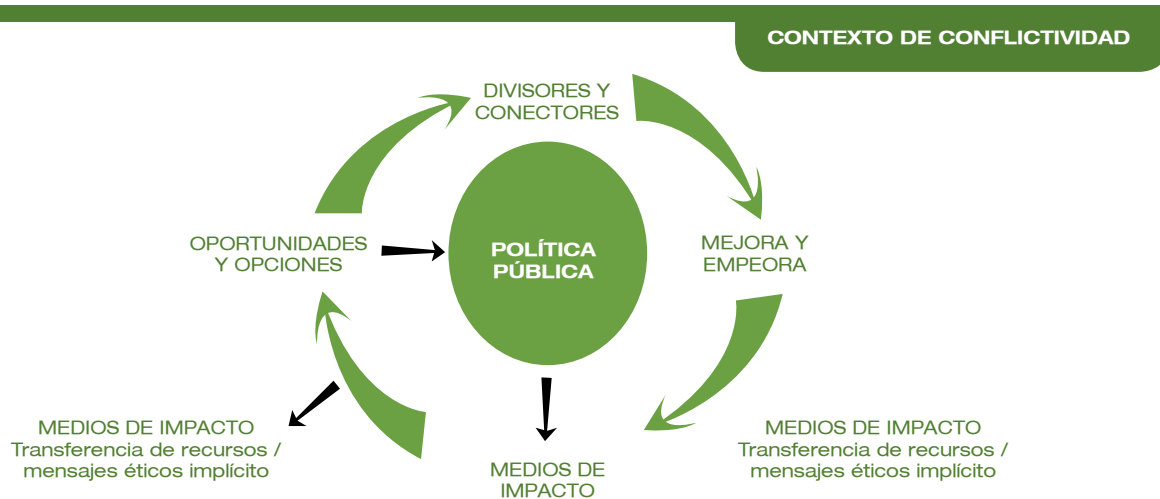 CONTEXTO DE CONFLICTIVIDAD
DIVISORES Y
CONECTORES
OPORTUNIDADES
Y OPCIONES
POLÍTICA
PÚBLICA
MEJORA Y
EMPEORA
MEDIOS DE IMPACTO
Transferencia de recursos /
mensajes éticos implícito
MEDIOS DE
IMPACTO
MEDIOS DE IMPACTO
Transferencia de recursos /
mensajes éticos implícito